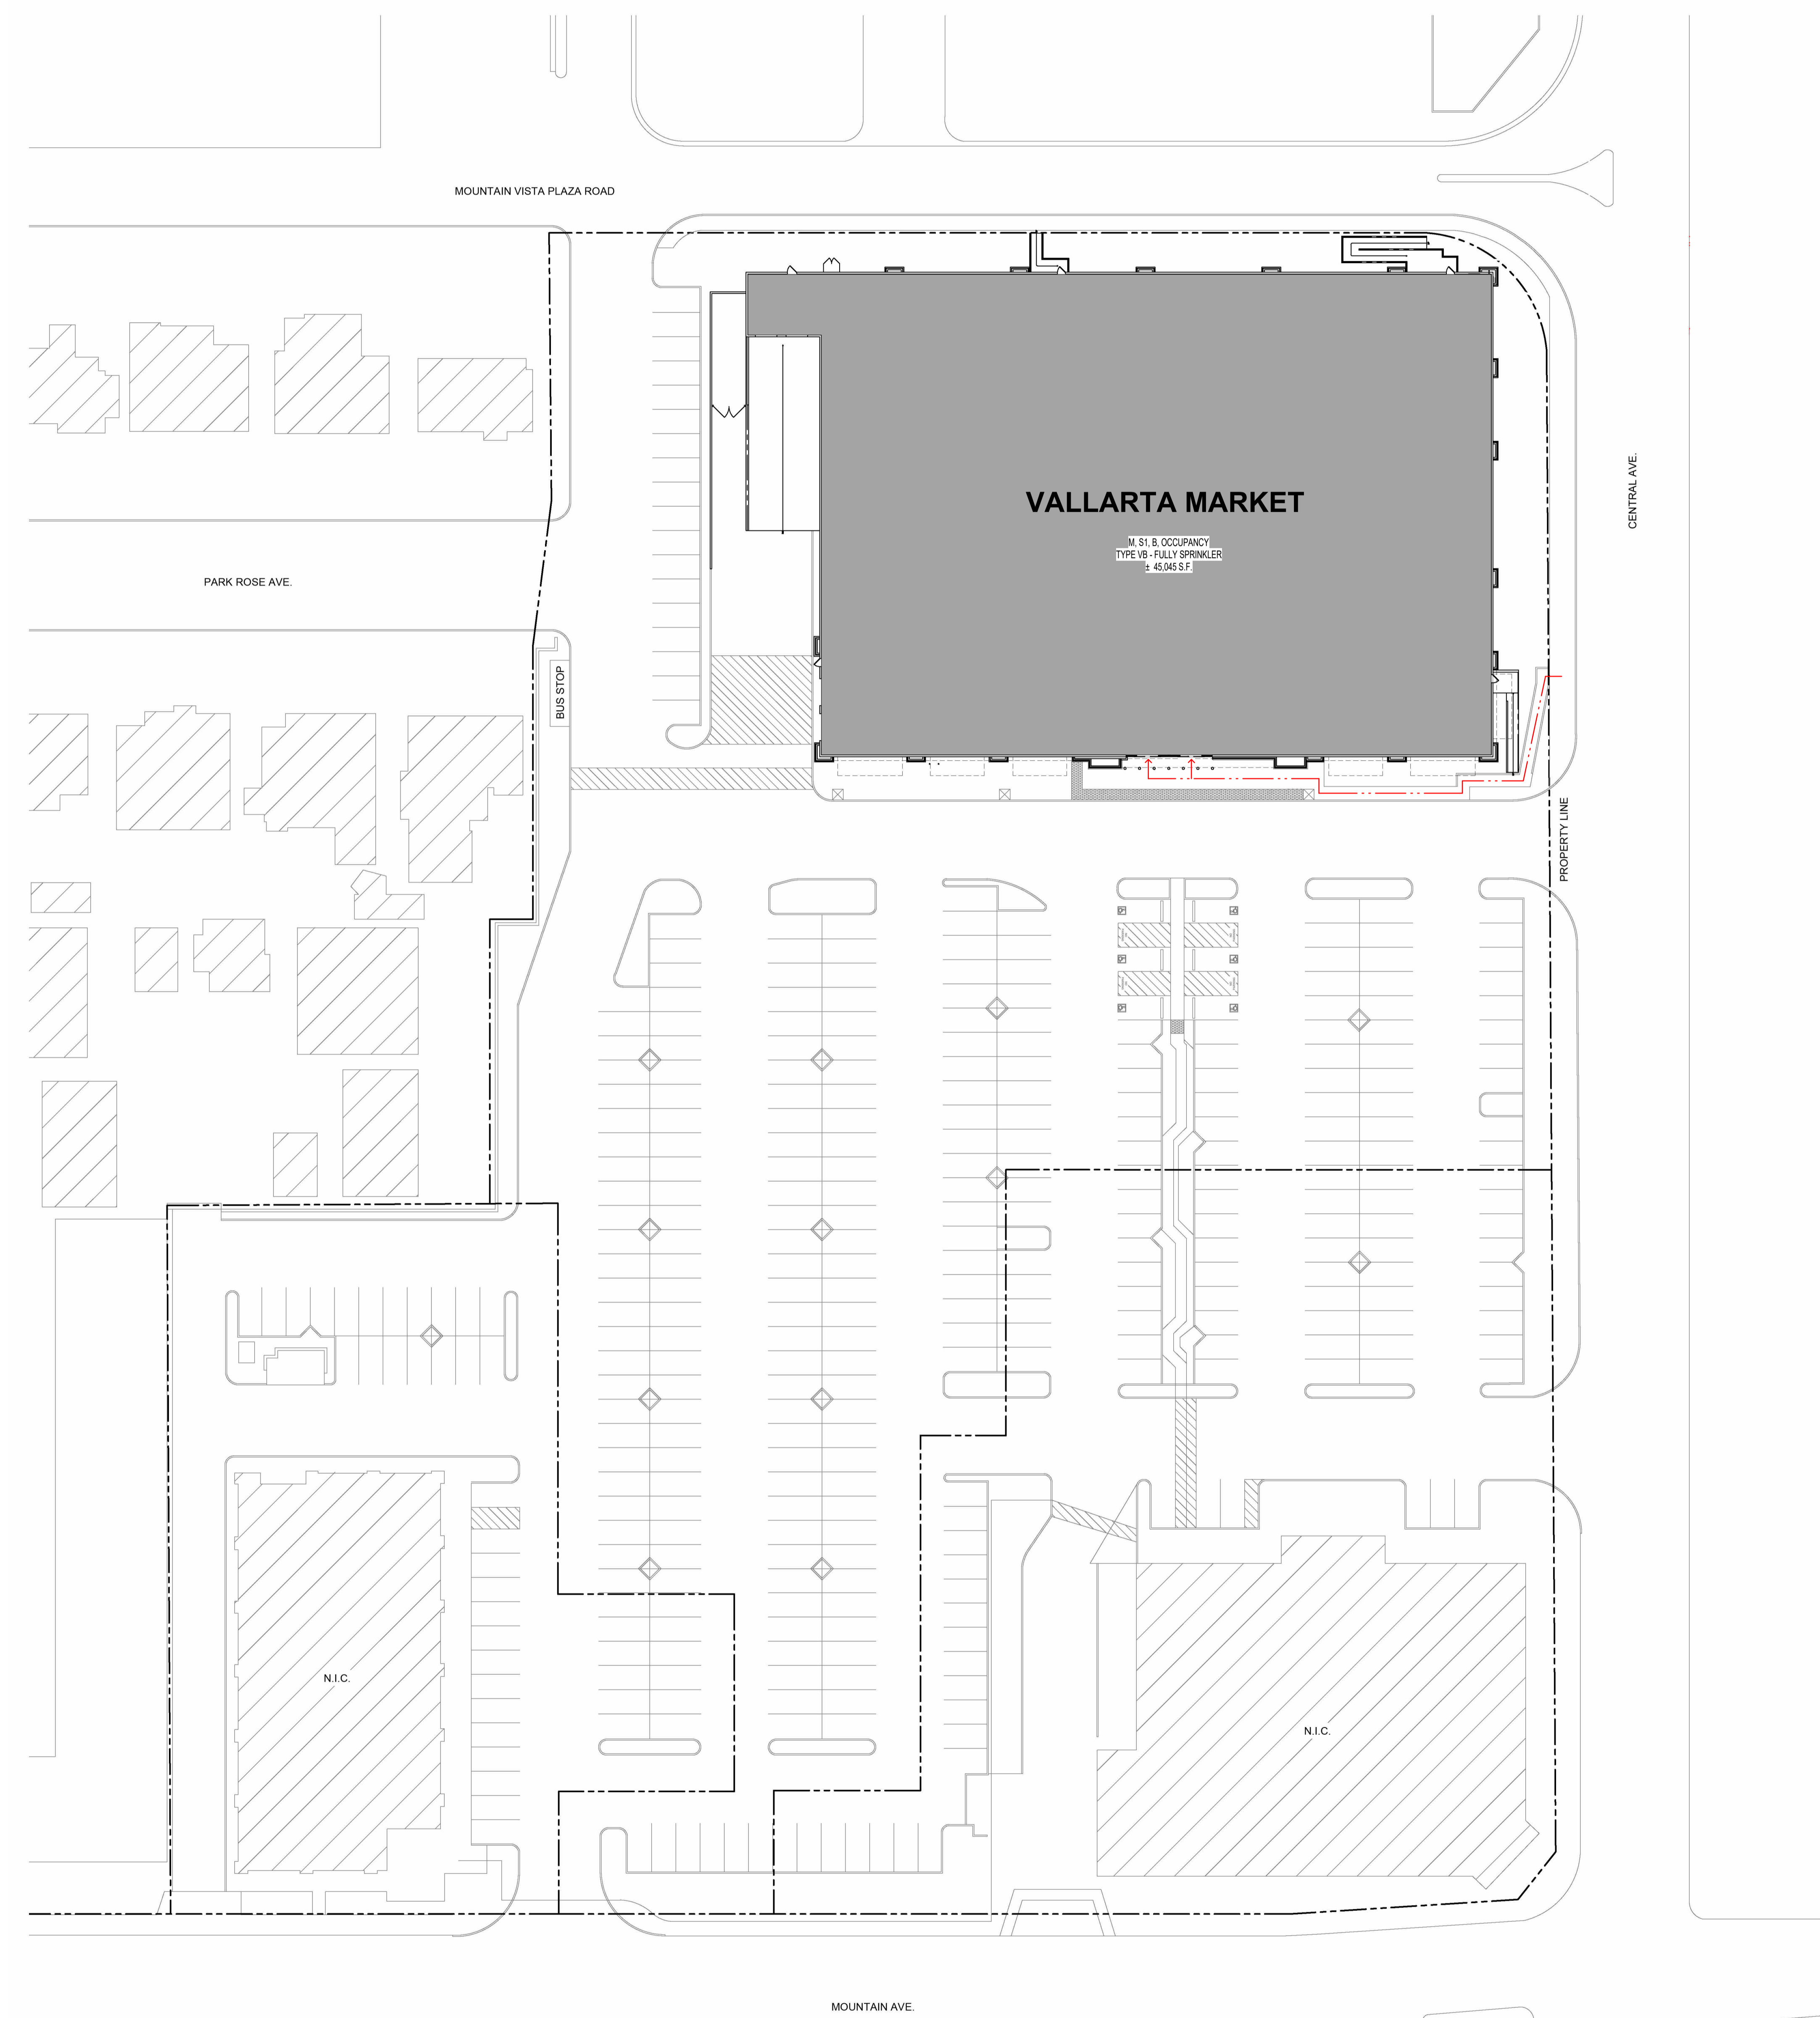 MOUNTAIN VISTA PLAZA ROAD
CENTRAL AVE.
VALLARTA MARKET
M, S1, B, OCCUPANCY
TYPE VB - FULLY SPRINKLER
± 45,045 S.F.
PARK ROSE AVE.
BUS STOP
PROPERTY LINE
N.I.C.
N.I.C.
MOUNTAIN AVE.